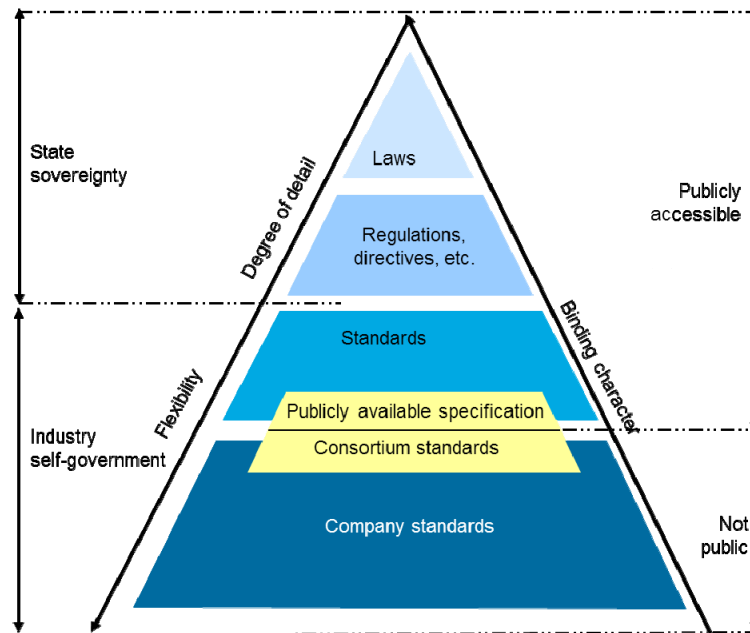 State
sovereignty
Degree of detail
Laws
Publicly
accessible
Regulations,
directives, etc.
Binding character
Standards
Flexibility
Publicly available specification
Industry
self-government
Consortium standards
Company standards
Not
public